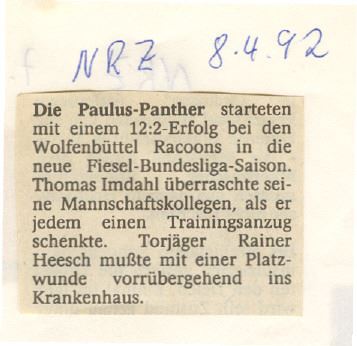 NRZ 8.4.92
Die Paulus-Panther starteten
mit einem 12:2-Erfolg bei den
Wolfenbüttel Racoons in die
neue Fiesel-Bundesliga-Saison.
Thomas Imdahl überraschte sei-
ne Mannschaftskollegen, als er
jedem einen Trainingsanzug
schenkte. Torjäger Rainer
Heesch mußte mit einer Platz-
wunde vorrübergehend ins
Krankenhaus.